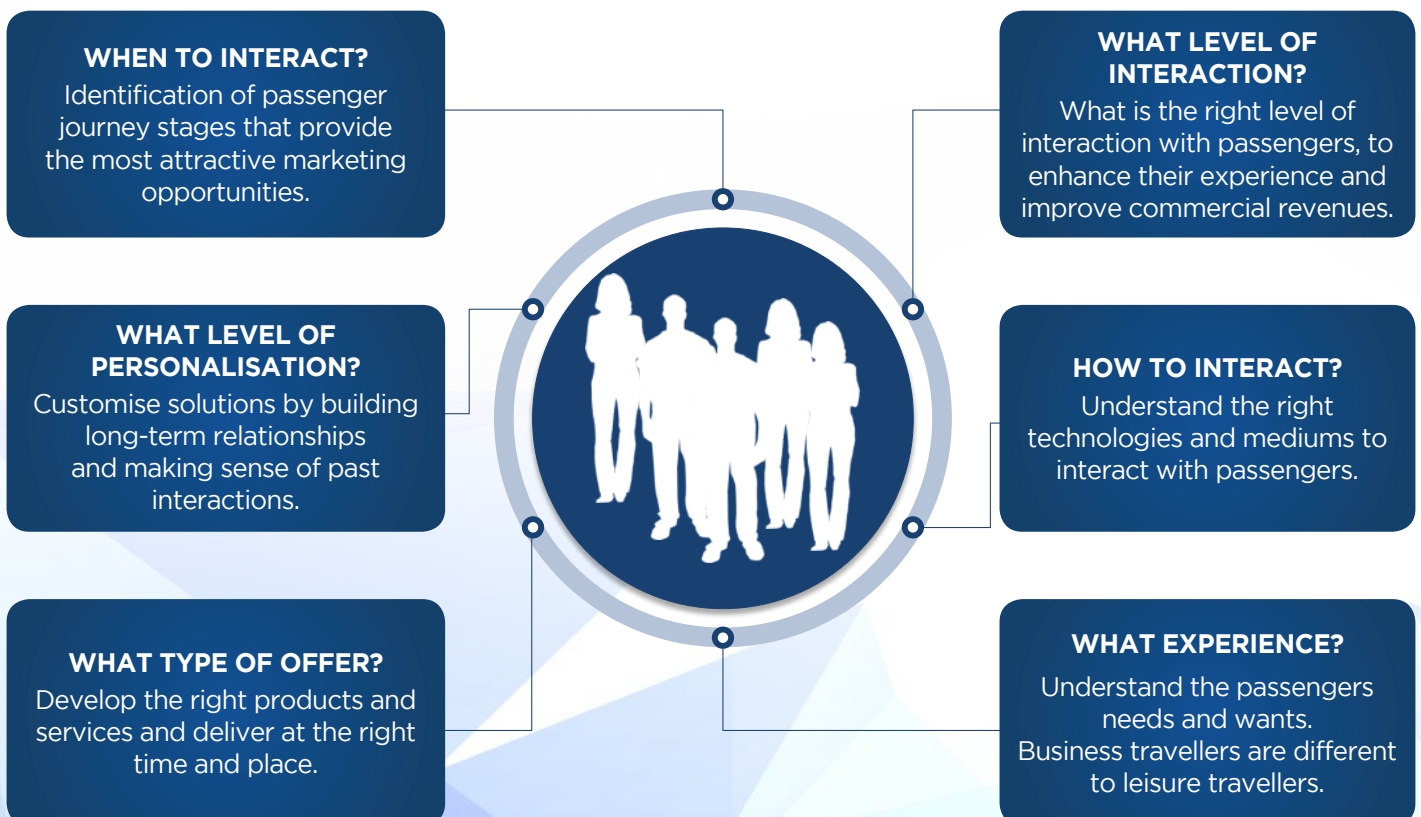 WHEN TO INTERACT?
Identification of passenger
journey stages that provide
the most attractive marketing
opportunities.
WHAT LEVEL OF
INTERACTION?
What is the right level of
interaction with passengers, to
enhance their experience and
improve commercial revenues.
WHAT LEVEL OF
PERSONALISATION?
Customise solutions by building
long-term relationships
and making sense of past
interactions.
HOW TO INTERACT?
Understand the right
technologies and mediums to
interact with passengers.
WHAT TYPE OF OFFER?
Develop the right products and
services and deliver at the right
time and place.
WHAT EXPERIENCE?
Understand the passengers
needs and wants.
Business travellers are different
to leisure travellers.